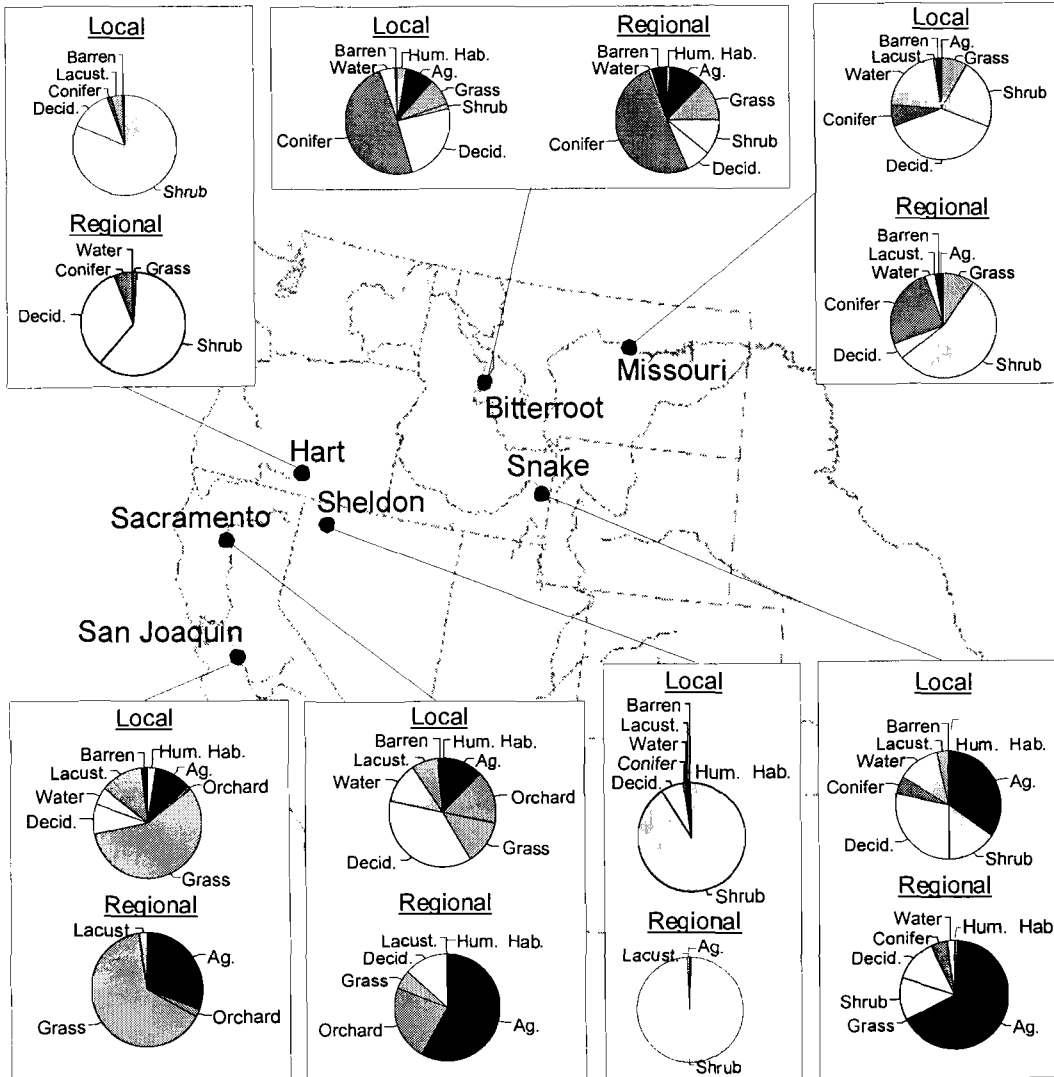 Local
Barren
Lacust.
Conifer
Decid.
Shrub
Regional
Water
Conifer
Grass
Decid.
Shrub
Local
Barren
Hum. Hab.
Water
Ag.
Grass
Shrub
Conifer
Decid.
Regional
Barren
Hum. Hab.
Water
Ag.
Grass
Conifer
Shrub
Decid.
Local
Barren
Ag.
Lacust.
Grass
Water
Shrub
Conifer
Decid.
Regional
Barren
Lacust.
Ag.
Water
Grass
Conifer
Decid.
Shrub
Missouri
Bitterroot
Hart
Snake
Sheldon
Sacramento
San Joaquin
Local
Barren
Hum. Hab.
Lacust.
Ag.
Orchard
Water
Decid.
Grass
Regional
Lacust.
Ag.
Grass
Orchard
Local
Barren
Hum. Hab.
Lacust.
Ag.
Water
Orchard
Grass
Decid.
Regional
Lacust.
Hum. Hab.
Decid.
Grass
Orchard
Ag.
Local
Barren
Lacust.
Water
Conifer
Decid.
Hum. Hab.
Shrub
Regional
Ag.
Lacust.
Shrub
Local
Barren
Lacust.
Hum. Hab.
Water
Conifer
Ag.
Decid.
Shrub
Regional
Water
Hum. Hab.
Conifer
Decid.
Shrub
Grass
Ag.